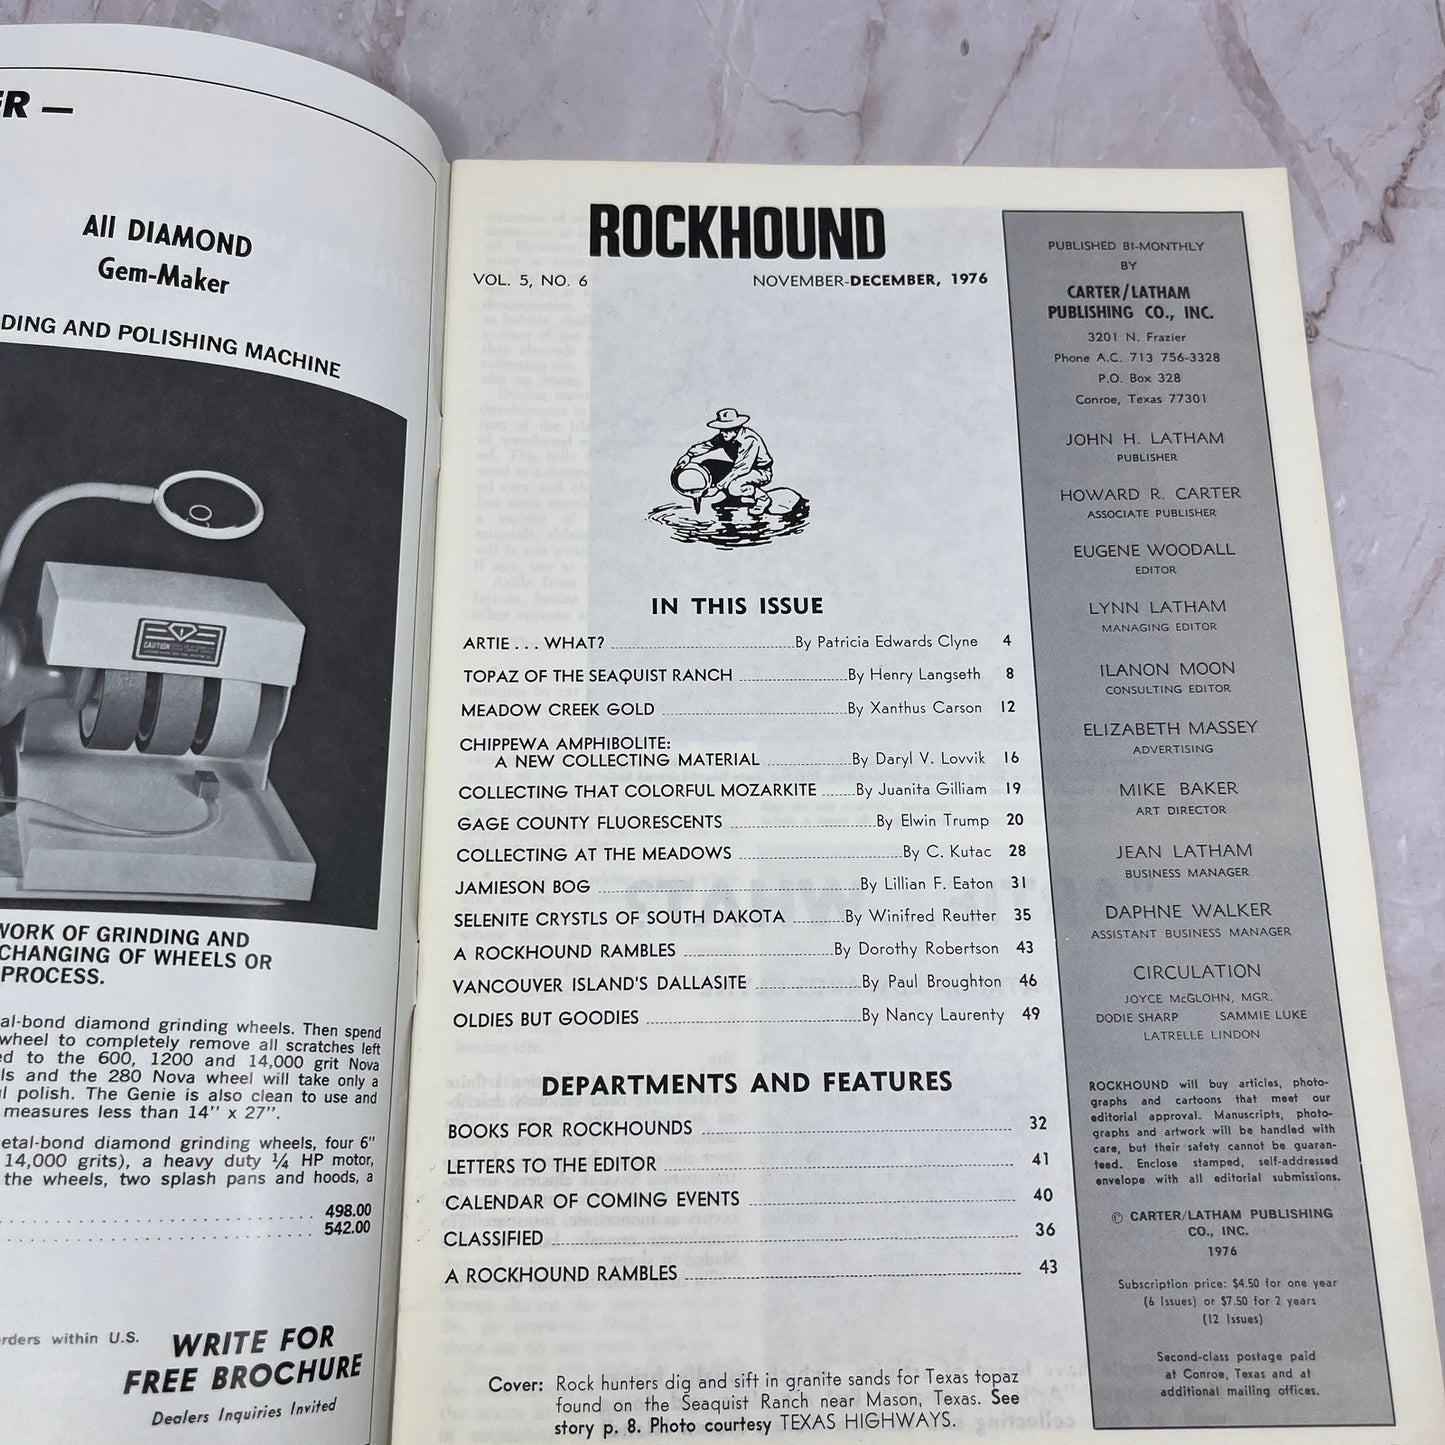 ER —
All DIAMOND
Gem-Maker
DING AND POLISHING MACHINE
CAUTION
WORK OF GRINDING AND
CHANGING OF WHEELS OR
PROCESS.
tal-bond diamond grinding wheels. Then spend
wheel to completely remove all scratches left
ed to the 600, 1200 and 14,000 grit Nova
ls and the 280 Nova wheel will take only a
ul polish. The Genie is also clean to use and
measures less than 14" x 27".
etal-bond diamond grinding wheels, four 6"
14,000 grits), a heavy duty ¼ HP motor,
the wheels, two splash pans and hoods, a
498.00
542.00
rders within U.S.
WRITE FOR
FREE BROCHURE
Dealers Inquiries Invited
ROCKHOUND
VOL. 5, NO. 6 NOVEMBER-DECEMBER, 1976
IN THIS ISSUE
ARTIE . . . WHAT? By Patricia Edwards Clyne 4
TOPAZ OF THE SEAQUIST RANCH By Henry Langseth 8
MEADOW CREEK GOLD By Xanthus Carson 12
CHIPPEWA AMPHIBOLITE:
A NEW COLLECTING MATERIAL By Daryl V. Lovvik 16
COLLECTING THAT COLORFUL MOZARKITE By Juanita Gilliam 19
GAGE COUNTY FLUORESCENTS By Elwin Trump 20
COLLECTING AT THE MEADOWS By C. Kutac 28
JAMIESON BOG By Lillian F. Eaton 31
SELENITE CRYSTLS OF SOUTH DAKOTA By Winifred Reutter 35
A ROCKHOUND RAMBLES By Dorothy Robertson 43
VANCOUVER ISLAND'S DALLASITE By Paul Broughton 46
OLDIES BUT GOODIES By Nancy Laurenty 49
DEPARTMENTS AND FEATURES
BOOKS FOR ROCKHOUNDS 32
LETTERS TO THE EDITOR 41
CALENDAR OF COMING EVENTS 40
CLASSIFIED 36
A ROCKHOUND RAMBLES 43
Cover: Rock hunters dig and sift in granite sands for Texas topaz
found on the Seaquist Ranch near Mason, Texas. See
story p. 8. Photo courtesy TEXAS HIGHWAYS.
PUBLISHED BI-MONTHLY
BY
CARTER/LATHAM
PUBLISHING CO., INC.
3201 N. Frazier
Phone A.C. 713 756-3328
P.O. Box 328
Conroe, Texas 77301
JOHN H. LATHAM
PUBLISHER
HOWARD R. CARTER
ASSOCIATE PUBLISHER
EUGENE WOODALL
EDITOR
LYNN LATHAM
MANAGING EDITOR
ILANON MOON
CONSULTING EDITOR
ELIZABETH MASSEY
ADVERTISING
MIKE BAKER
ART DIRECTOR
JEAN LATHAM
BUSINESS MANAGER
DAPHNE WALKER
ASSISTANT BUSINESS MANAGER
CIRCULATION
JOYCE McGLOHN, MGR.
DODIE SHARP SAMMIE LUKE
LATRELLE LINDON
ROCKHOUND will buy articles, photo-
graphs and cartoons that meet our
editorial approval. Manuscripts, photo-
graphs and artwork will be handled with
care, but their safety cannot be guaran-
teed. Enclose stamped, self-addressed
envelope with all editorial submissions.
© CARTER/LATHAM PUBLISHING
CO., INC.
1976
Subscription price: $4.50 for one year
(6 Issues) or $7.50 for 2 years
(12 Issues)
Second-class postage paid
at Conroe, Texas and at
additional mailing offices.